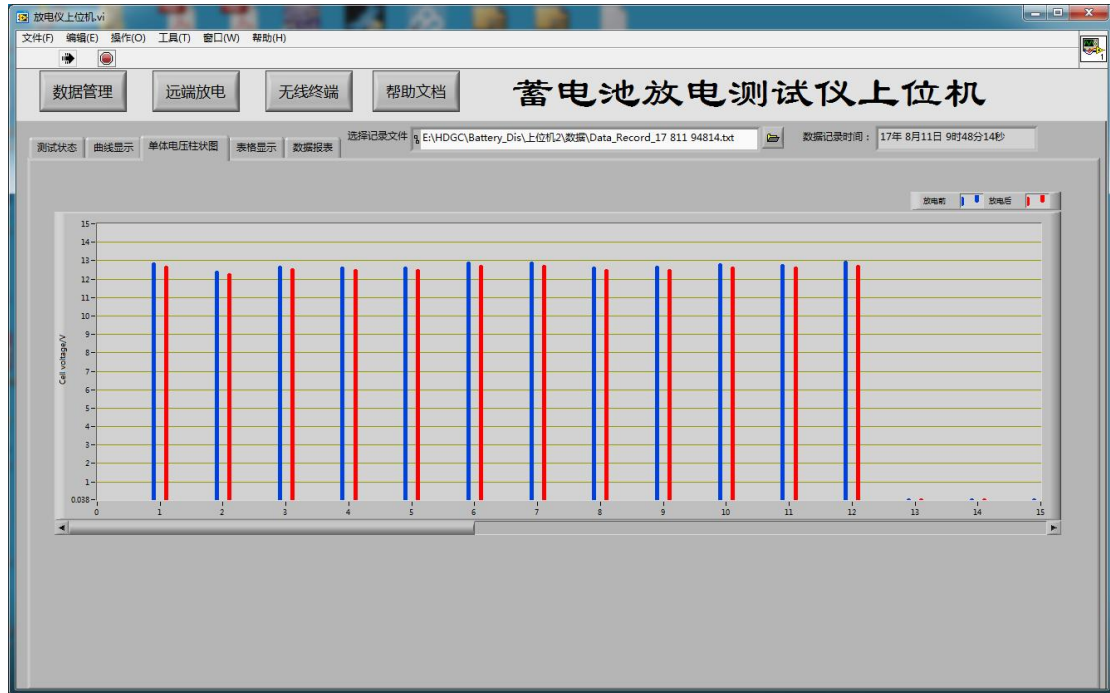 放电仪上位机.vi
文件(F) 编辑(E) 操作(O) 工具(T) 窗口(W) 帮助(H)
1
数据管理 远端放电 无线终端 帮助文档 蓄电池放电测试仪上位机
测试状态 曲线显示 单体电压柱状图 表格显示 数据报表 选择记录文件 E:\HDGC\Battery_Dis\上位机2\数据\Data_Record_17 811 94814.txt 数据记录时间： 17年 8月11日 9时48分14秒
放电前 放电后
15
14
13
12
11
10
9
8
7
6
5
4
3
2
1
0.038
Cell voltage/V
0 1 2 3 4 5 6 7 8 9 10 11 12 13 14 15